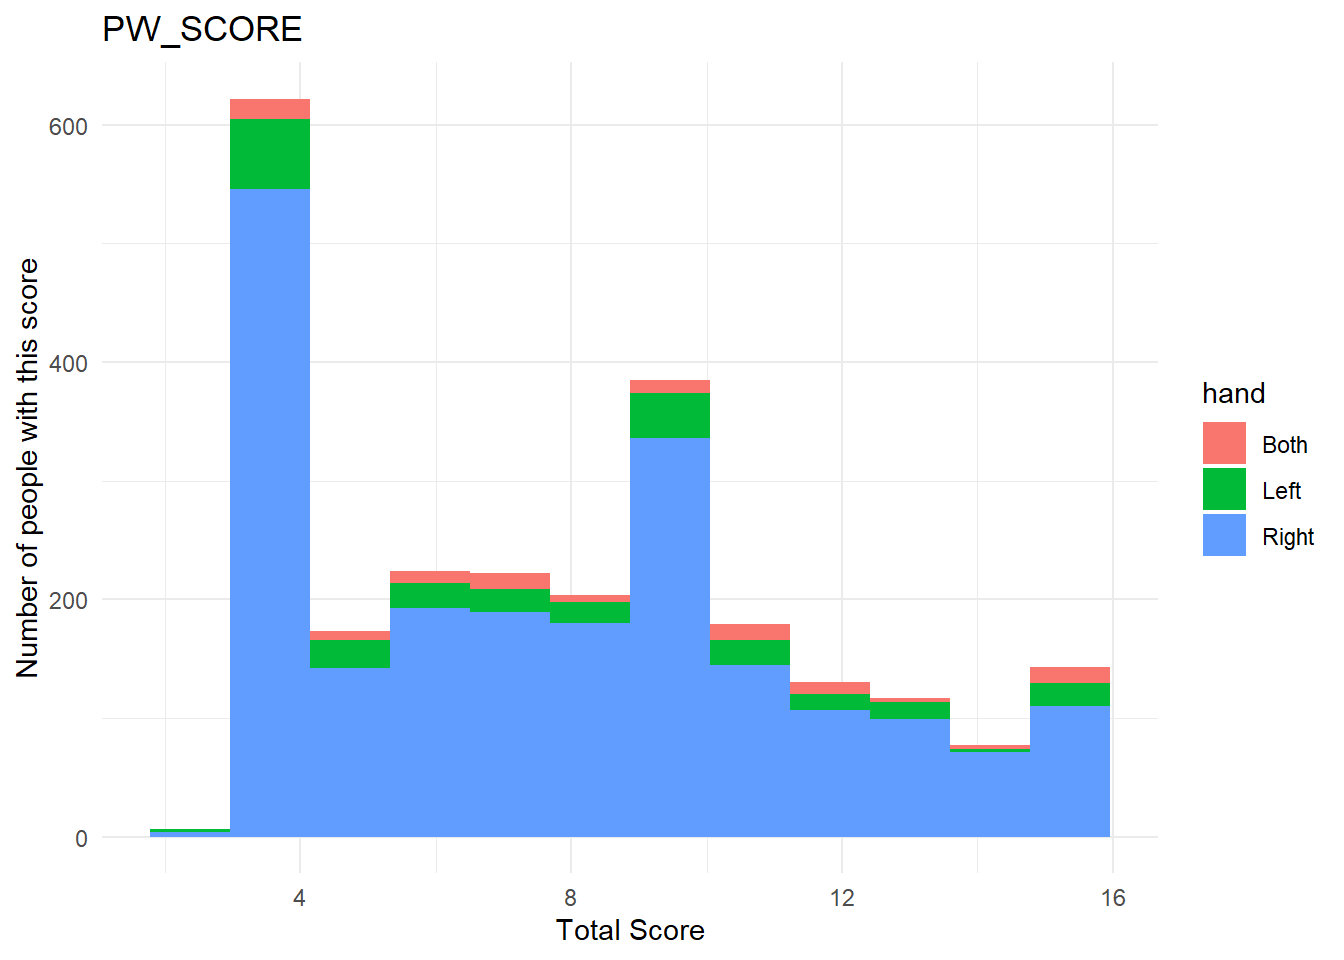 PW_SCORE
Number of people with this score
600
400
200
0
4
8
12
16
Total Score
hand
Both
Left
Right